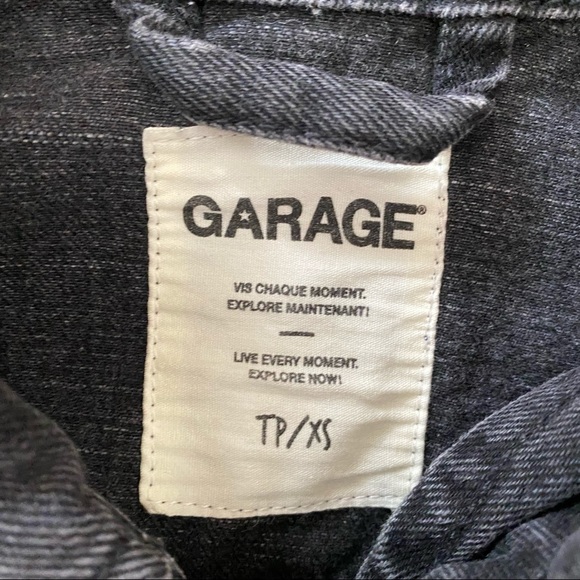 GARAGE®
VIS CHAQUE MOMENT.
EXPLORE MAINTENANT!
LIVE EVERY MOMENT.
EXPLORE NOW!
TP/XS